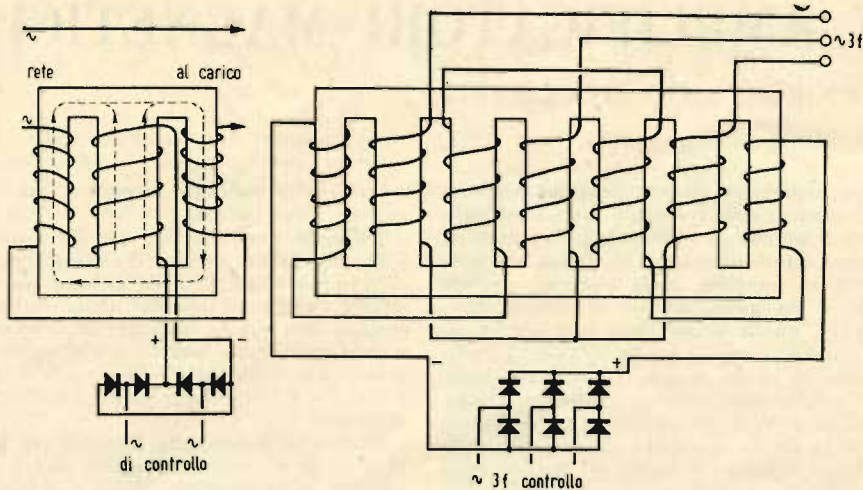 ∿
rete
al carico
∿
+
−
∿ ∿
di controllo
∿ 3f
−
+
∿ 3f controllo